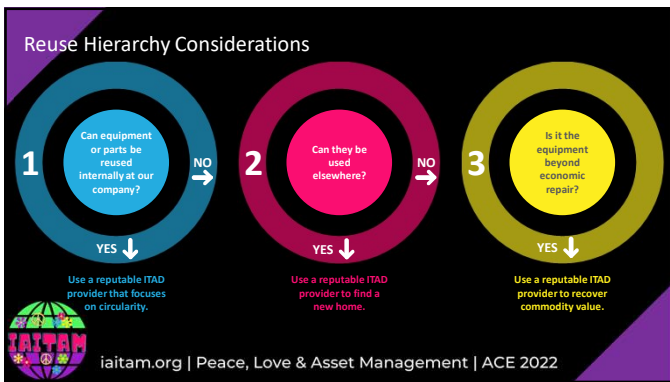 Reuse Hierarchy Considerations
1
Can equipment
or parts be
reused
internally at our
company?
NO
YES
Use a reputable ITAD
provider that focuses
on circularity.
2
Can they be
used
elsewhere?
NO
YES
Use a reputable ITAD
provider to find a
new home.
3
Is it the
equipment
beyond
economic
repair?
YES
Use a reputable ITAD
provider to recover
commodity value.
IAITAM
iaitam.org | Peace, Love & Asset Management | ACE 2022